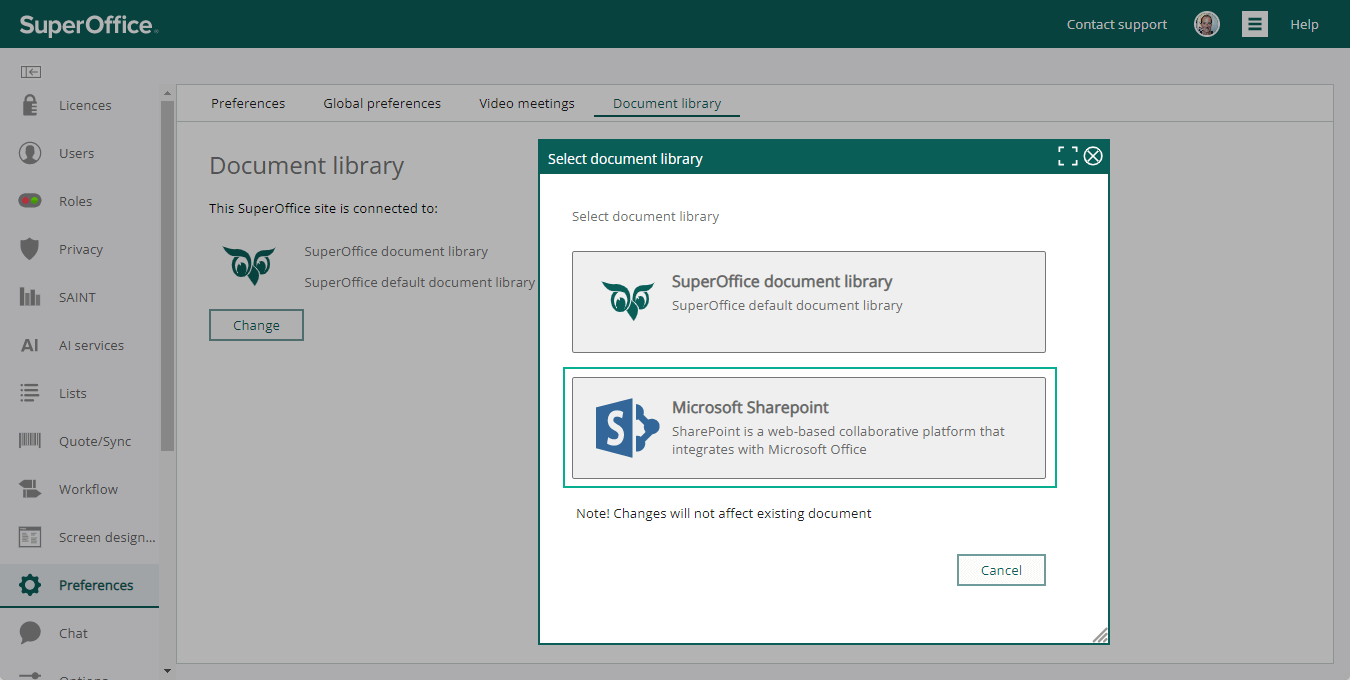 SuperOffice
Contact support
Help
Licences
Users
Roles
Privacy
SAINT
AI AI services
Lists
Quote/Sync
Workflow
Screen design...
Preferences
Chat
Options
Preferences Global preferences Video meetings Document library
Document library
This SuperOffice site is connected to:
SuperOffice document library
SuperOffice default document library
Change
Select document library
Select document library
SuperOffice document library
SuperOffice default document library
S
Microsoft Sharepoint
SharePoint is a web-based collaborative platform that
integrates with Microsoft Office
Note! Changes will not affect existing document
Cancel